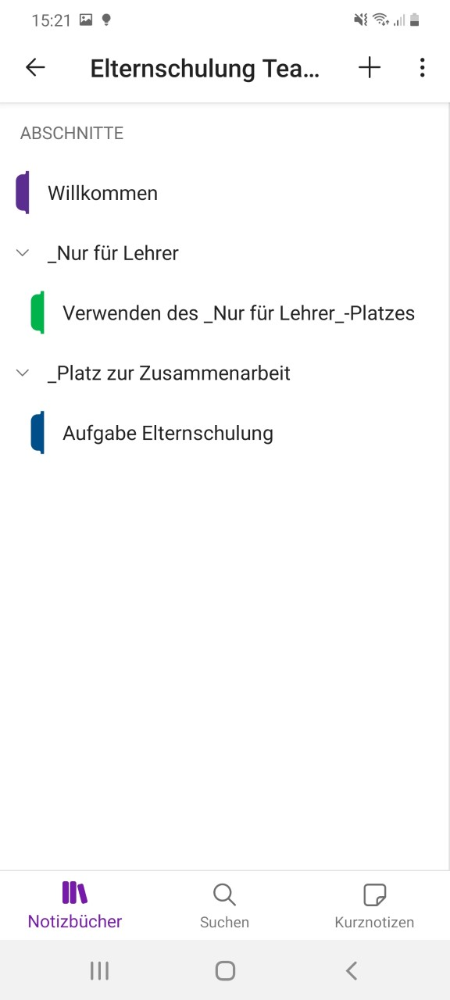 15:21
Elternschulung Tea...
ABSCHNITTE
Willkommen
_Nur für Lehrer
Verwenden des _Nur für Lehrer_-Platzes
_Platz zur Zusammenarbeit
Aufgabe Elternschulung
Notizbücher
Suchen
Kurznotizen